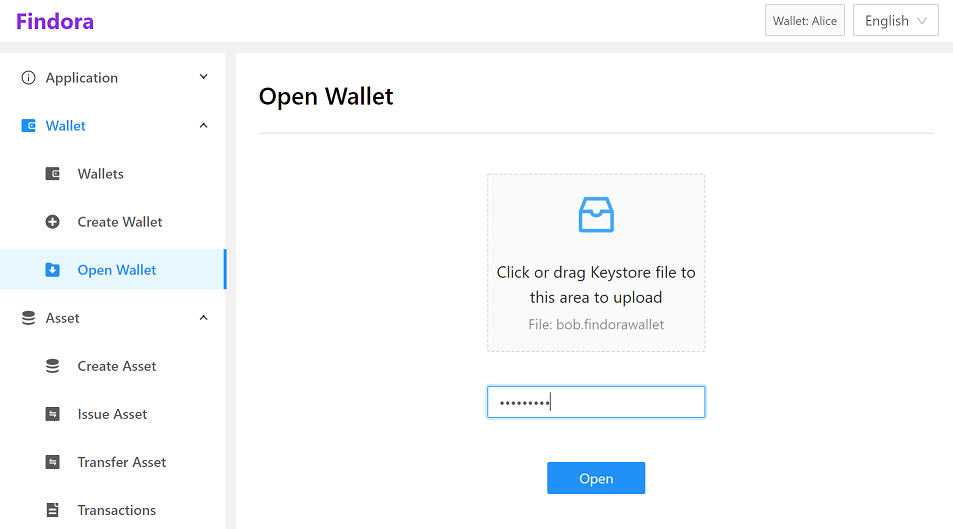 Findora
Wallet: Alice
English
Application
Wallet
Wallets
Create Wallet
Open Wallet
Asset
Create Asset
Issue Asset
Transfer Asset
Transactions
Open Wallet
Click or drag Keystore file to
this area to upload
File: bob.findorawallet
•••••••••
Open